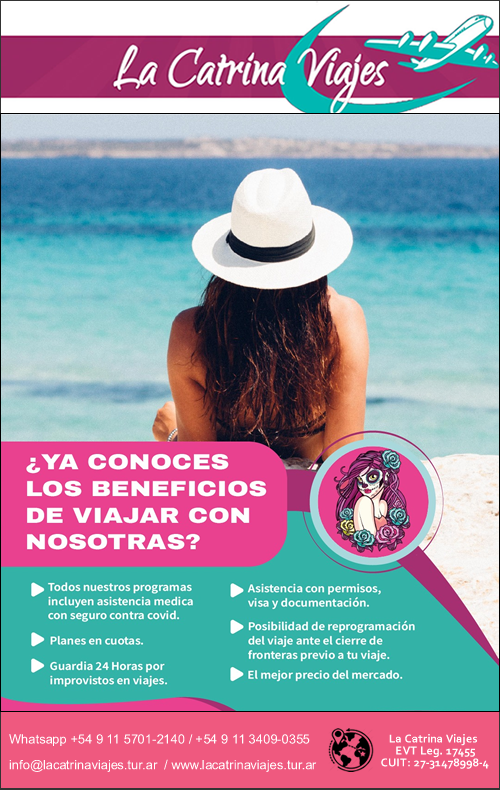 La Catrina Viajes
¿YA CONOCES
LOS BENEFICIOS
DE VIAJAR CON
NOSOTRAS?
Todos nuestros programas
incluyen asistencia medica
con seguro contra covid.
Planes en cuotas.
Guardia 24 Horas por
improvistos en viajes.
Asistencia con permisos,
visa y documentación.
Posibilidad de reprogramación
del viaje ante el cierre de
fronteras previo a tu viaje.
El mejor precio del mercado.
Whatsapp +54 9 11 5701-2140 / +54 9 11 3409-0355
info@lacatrinaviajes.tur.ar / www.lacatrinaviajes.tur.ar
La Catrina Viajes
EVT Leg. 17455
CUIT: 27-31478998-4